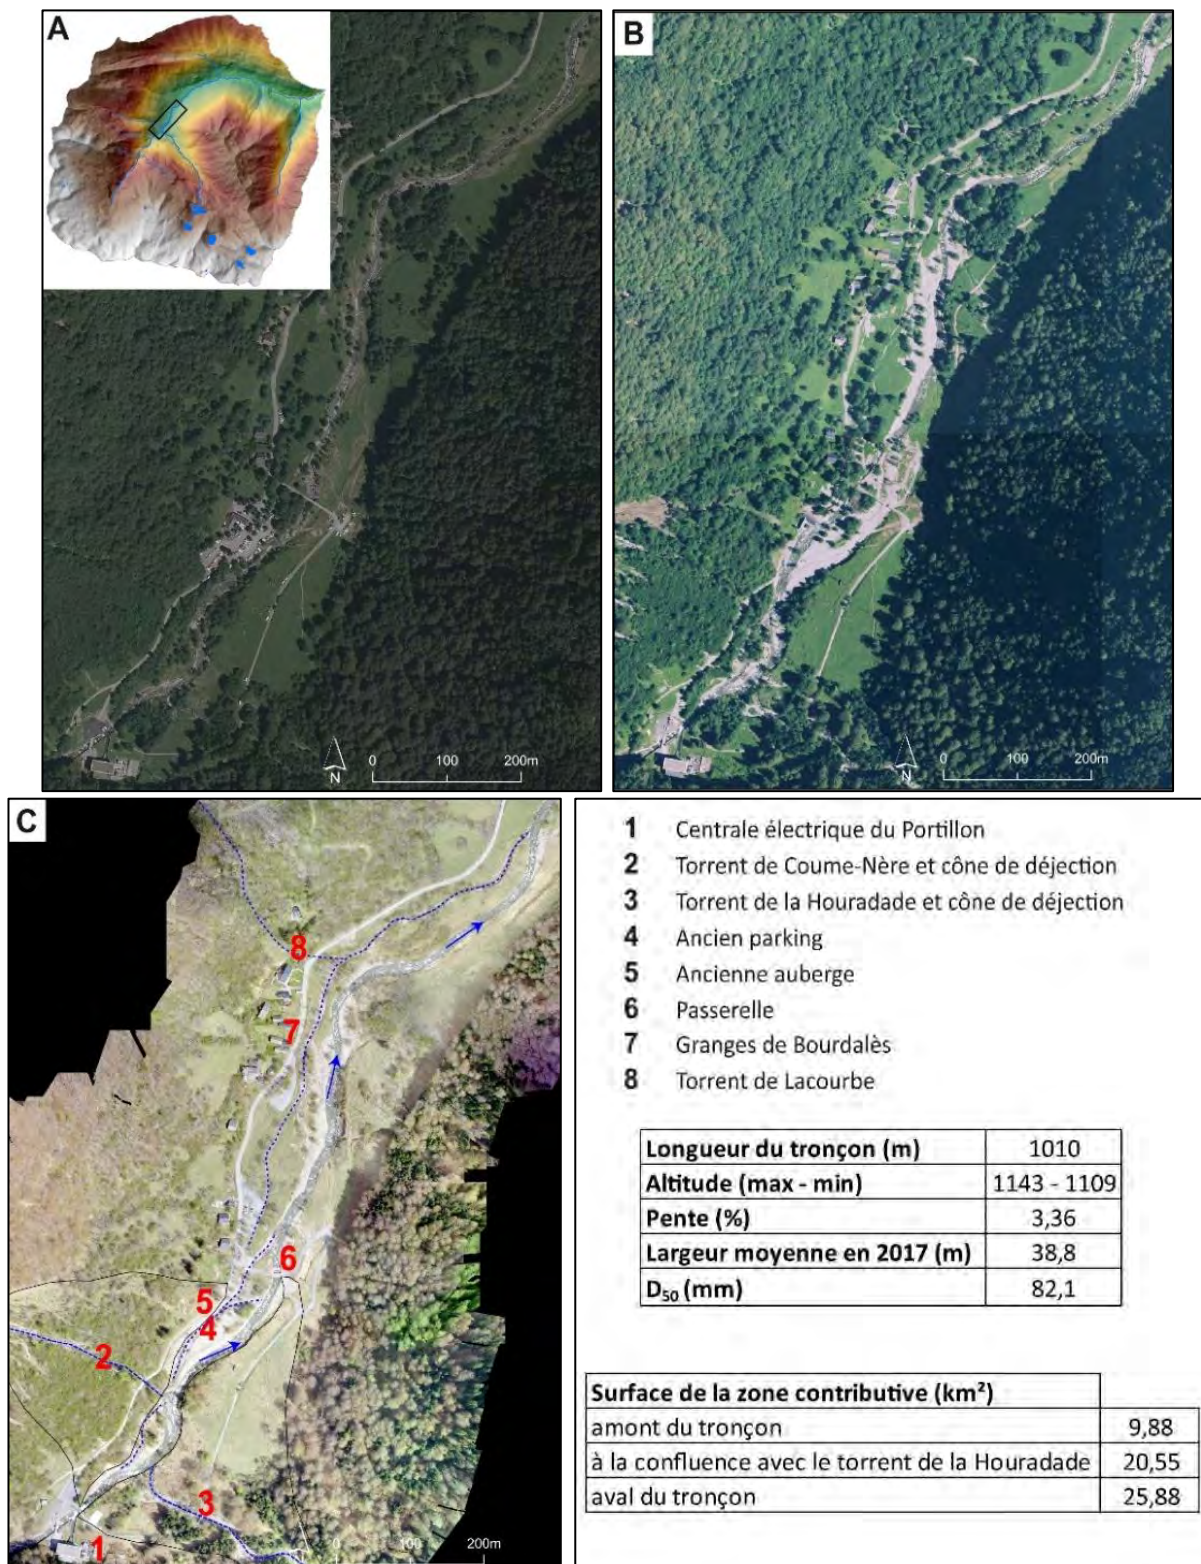 A
B
N
0 100 200m
N
0 100 200m
C
8
7
6
5
4
2
3
1
0 100 200m
1 Centrale électrique du Portillon
2 Torrent de Coume-Nère et cône de déjection
3 Torrent de la Houradade et cône de déjection
4 Ancien parking
5 Ancienne auberge
6 Passerelle
7 Granges de Bourdalès
8 Torrent de Lacourbe
Longueur du tronçon (m) 1010
Altitude (max - min) 1143 - 1109
Pente (%) 3,36
Largeur moyenne en 2017 (m) 38,8
D₅₀ (mm) 82,1
Surface de la zone contributive (km²)
amont du tronçon 9,88
à la confluence avec le torrent de la Houradade 20,55
aval du tronçon 25,88